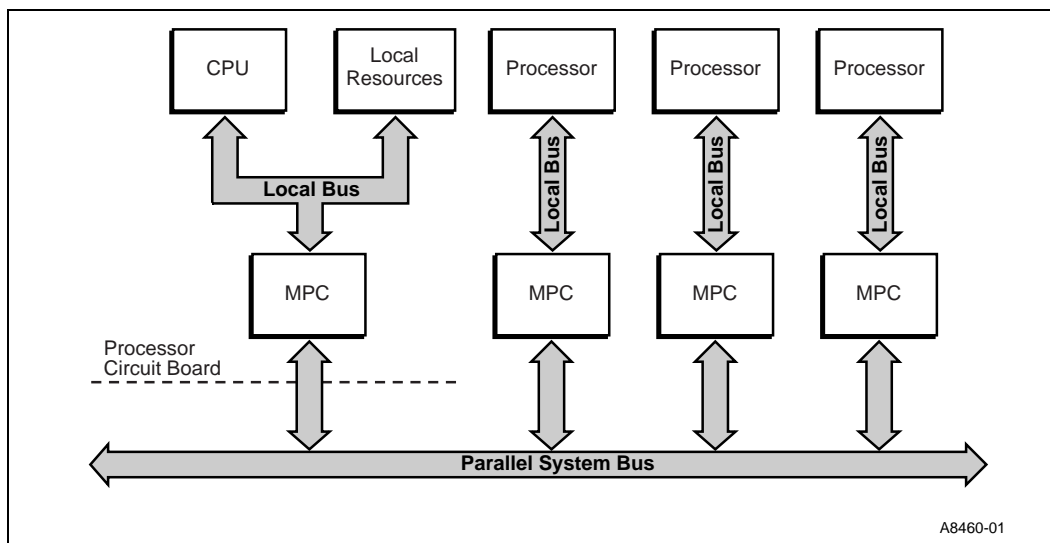 CPU
Local
Resources
Processor
Processor
Processor
Local Bus
Local Bus
Local Bus
Local Bus
MPC
MPC
MPC
MPC
Processor
Circuit Board
Parallel System Bus
A8460-01